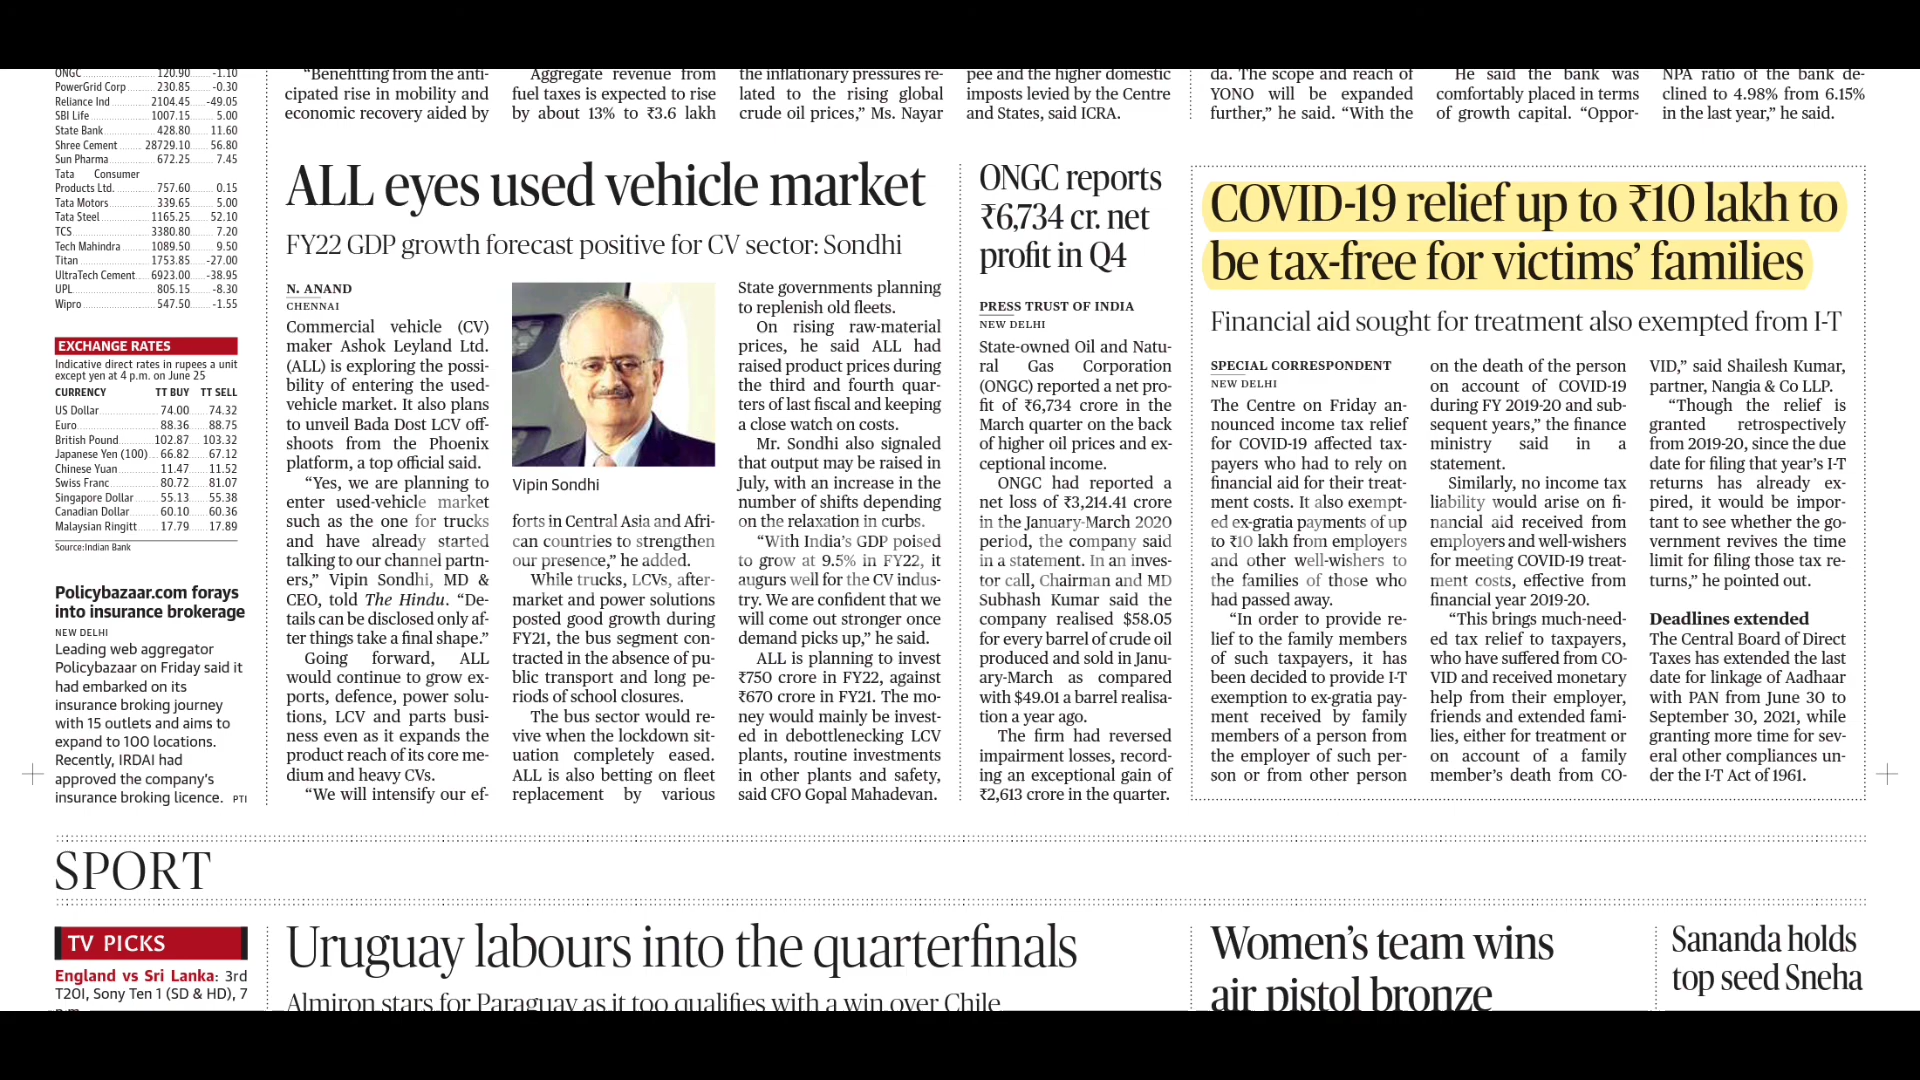 ONGC 120.90 -1.10
PowerGrid Corp 230.85 -0.30
Reliance Ind 2104.45 -49.05
SBI Life 1007.15 5.00
State Bank 428.80 11.60
Shree Cement 28729.10 56.80
Sun Pharma 672.25 7.45
Tata Consumer
Products Ltd. 757.60 0.15
Tata Motors 339.65 5.00
Tata Steel 1165.25 52.10
TCS 3380.80 7.20
Tech Mahindra 1089.50 9.50
Titan 1753.85 -27.00
UltraTech Cement 6923.00 -38.95
UPL 805.15 -8.30
Wipro 547.50 -1.55
EXCHANGE RATES
Indicative direct rates in rupees a unit
except yen at 4 p.m. on June 25
CURRENCY TT BUY TT SELL
US Dollar 74.00 74.32
Euro 88.36 88.75
British Pound 102.87 103.32
Japanese Yen (100) 66.82 67.12
Chinese Yuan 11.47 11.52
Swiss Franc 80.72 81.07
Singapore Dollar 55.13 55.38
Canadian Dollar 60.10 60.36
Malaysian Ringitt 17.79 17.89
Source:Indian Bank
Policybazaar.com forays
into insurance brokerage
NEW DELHI
Leading web aggregator
Policybazaar on Friday said it
had embarked on its
insurance broking journey
with 15 outlets and aims to
expand to 100 locations.
Recently, IRDAI had
approved the company's
insurance broking licence. PTI
"Benefitting from the anti-
cipated rise in mobility and
economic recovery aided by
Aggregate revenue from
fuel taxes is expected to rise
by about 13% to ₹3.6 lakh
the inflationary pressures re-
lated to the rising global
crude oil prices," Ms. Nayar
pee and the higher domestic
imposts levied by the Centre
and States, said ICRA.
da. The scope and reach of
YONO will be expanded
further," he said. "With the
He said the bank was
comfortably placed in terms
of growth capital. "Oppor-
NPA ratio of the bank de-
clined to 4.98% from 6.15%
in the last year," he said.
ALL eyes used vehicle market
FY22 GDP growth forecast positive for CV sector: Sondhi
N. ANAND
CHENNAI
Commercial vehicle (CV)
maker Ashok Leyland Ltd.
(ALL) is exploring the possi-
bility of entering the used-
vehicle market. It also plans
to unveil Bada Dost LCV off-
shoots from the Phoenix
platform, a top official said.
"Yes, we are planning to
enter used-vehicle market
such as the one for trucks
and have already started
talking to our channel partn-
ers," Vipin Sondhi, MD &
CEO, told The Hindu. "De-
tails can be disclosed only af-
ter things take a final shape."
Going forward, ALL
would continue to grow ex-
ports, defence, power solu-
tions, LCV and parts busi-
ness even as it expands the
product reach of its core me-
dium and heavy CVs.
"We will intensify our ef-
Vipin Sondhi
forts in Central Asia and Afri-
can countries to strengthen
our presence," he added.
While trucks, LCVs, after-
market and power solutions
posted good growth during
FY21, the bus segment con-
tracted in the absence of pu-
blic transport and long pe-
riods of school closures.
The bus sector would re-
vive when the lockdown sit-
uation completely eased.
ALL is also betting on fleet
replacement by various
State governments planning
to replenish old fleets.
On rising raw-material
prices, he said ALL had
raised product prices during
the third and fourth quar-
ters of last fiscal and keeping
a close watch on costs.
Mr. Sondhi also signaled
that output may be raised in
July, with an increase in the
number of shifts depending
on the relaxation in curbs.
"With India's GDP poised
to grow at 9.5% in FY22, it
augurs well for the CV indus-
try. We are confident that we
will come out stronger once
demand picks up," he said.
ALL is planning to invest
₹750 crore in FY22, against
₹670 crore in FY21. The mo-
ney would mainly be invest-
ed in debottlenecking LCV
plants, routine investments
in other plants and safety,
said CFO Gopal Mahadevan.
ONGC reports
₹6,734 cr. net
profit in Q4
PRESS TRUST OF INDIA
NEW DELHI
State-owned Oil and Natu-
ral Gas Corporation
(ONGC) reported a net pro-
fit of ₹6,734 crore in the
March quarter on the back
of higher oil prices and ex-
ceptional income.
ONGC had reported a
net loss of ₹3,214.41 crore
in the January-March 2020
period, the company said
in a statement. In an inves-
tor call, Chairman and MD
Subhash Kumar said the
company realised $58.05
for every barrel of crude oil
produced and sold in Janu-
ary-March as compared
with $49.01 a barrel realisa-
tion a year ago.
The firm had reversed
impairment losses, record-
ing an exceptional gain of
₹2,613 crore in the quarter.
COVID-19 relief up to ₹10 lakh to
be tax-free for victims' families
Financial aid sought for treatment also exempted from I-T
SPECIAL CORRESPONDENT
NEW DELHI
The Centre on Friday an-
nounced income tax relief
for COVID-19 affected tax-
payers who had to rely on
financial aid for their treat-
ment costs. It also exempt-
ed ex-gratia payments of up
to ₹10 lakh from employers
and other well-wishers to
the families of those who
had passed away.
"In order to provide re-
lief to the family members
of such taxpayers, it has
been decided to provide I-T
exemption to ex-gratia pay-
ment received by family
members of a person from
the employer of such per-
son or from other person
on the death of the person
on account of COVID-19
during FY 2019-20 and sub-
sequent years," the finance
ministry said in a
statement.
Similarly, no income tax
liability would arise on fi-
nancial aid received from
employers and well-wishers
for meeting COVID-19 treat-
ment costs, effective from
financial year 2019-20.
"This brings much-need-
ed tax relief to taxpayers,
who have suffered from CO-
VID and received monetary
help from their employer,
friends and extended fami-
lies, either for treatment or
on account of a family
member's death from CO-
VID," said Shailesh Kumar,
partner, Nangia & Co LLP.
"Though the relief is
granted retrospectively
from 2019-20, since the due
date for filing that year's I-T
returns has already ex-
pired, it would be impor-
tant to see whether the go-
vernment revives the time
limit for filing those tax re-
turns," he pointed out.
Deadlines extended
The Central Board of Direct
Taxes has extended the last
date for linkage of Aadhaar
with PAN from June 30 to
September 30, 2021, while
granting more time for sev-
eral other compliances un-
der the I-T Act of 1961.
SPORT
TV PICKS
England vs Sri Lanka: 3rd
T20I, Sony Ten 1 (SD & HD), 7
Uruguay labours into the quarterfinals
Almiron stars for Paraguay as it too qualifies with a win over Chile
Women's team wins
air pistol bronze
Sananda holds
top seed Sneha